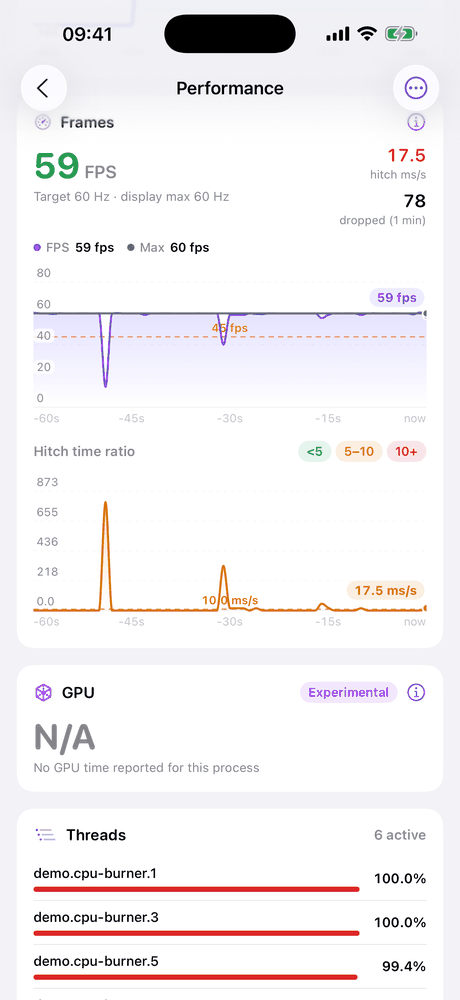 09:41
Performance
Frames
59 FPS
17.5
hitch ms/s
Target 60 Hz · display max 60 Hz
78
dropped (1 min)
FPS 59 fps Max 60 fps
80
59 fps
60
45 fps
40
20
0
-60s -45s -30s -15s now
Hitch time ratio <5 5–10 10+
873
655
436
218
17.5 ms/s
0.0
10.0 ms/s
-60s -45s -30s -15s now
GPU Experimental
N/A
No GPU time reported for this process
Threads 6 active
demo.cpu-burner.1 100.0%
demo.cpu-burner.3 100.0%
demo.cpu-burner.5 99.4%